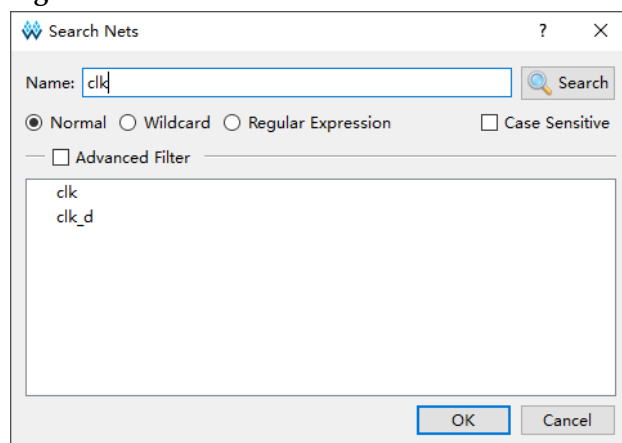 Search Nets ? ×
Name: clk Search
Normal Wildcard Regular Expression Case Sensitive
Advanced Filter
clk
clk_d
OK Cancel